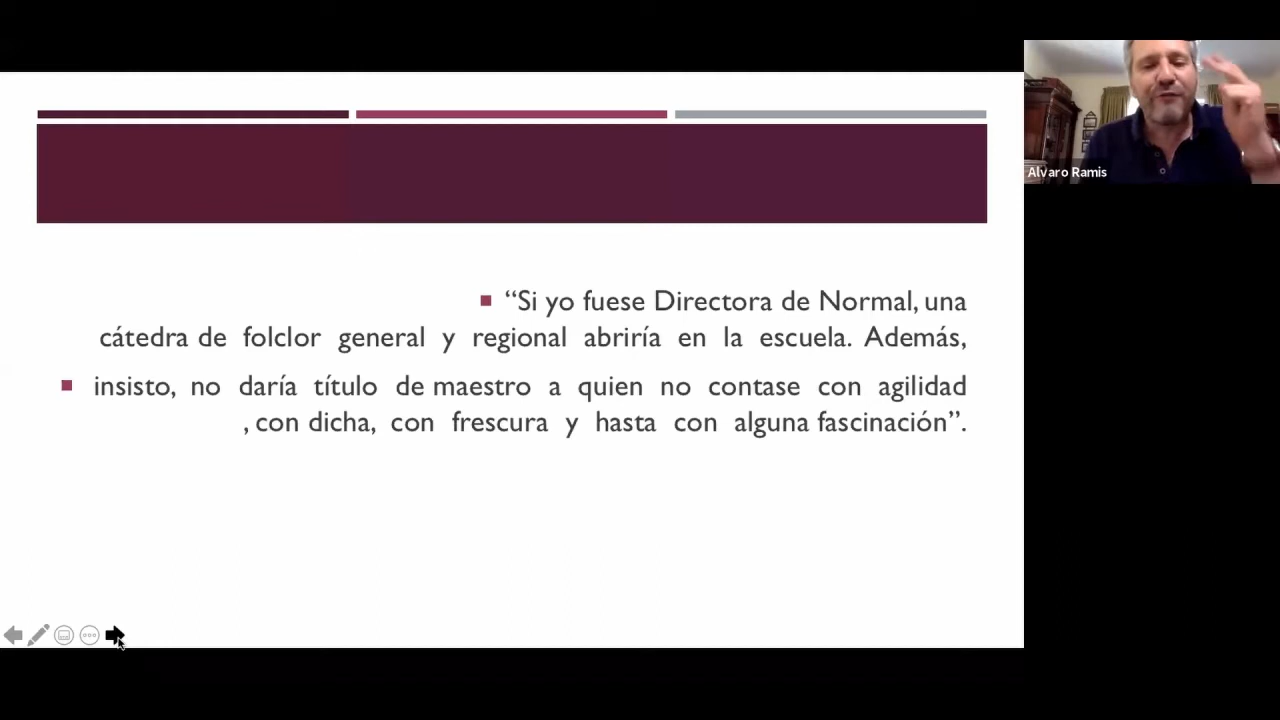 “Si yo fuese Directora de Normal, una
cátedra de folclor general y regional abriría en la escuela. Además,
insisto, no daría título de maestro a quien no contase con agilidad
, con dicha, con frescura y hasta con alguna fascinación”.
Alvaro Ramis